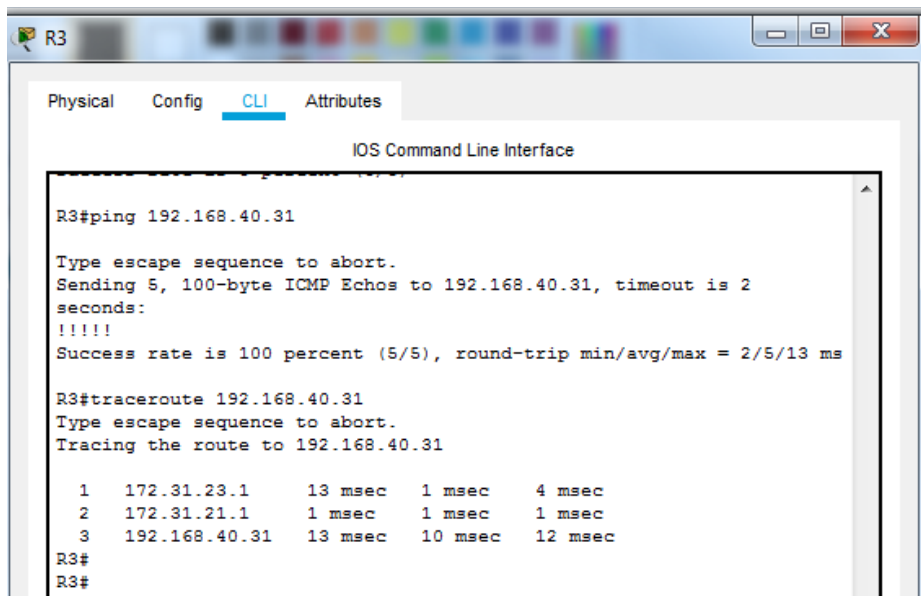 R3
Physical Config CLI Attributes
IOS Command Line Interface
R3#ping 192.168.40.31
Type escape sequence to abort.
Sending 5, 100-byte ICMP Echos to 192.168.40.31, timeout is 2
seconds:
!!!!!
Success rate is 100 percent (5/5), round-trip min/avg/max = 2/5/13 ms
R3#traceroute 192.168.40.31
Type escape sequence to abort.
Tracing the route to 192.168.40.31
1 172.31.23.1 13 msec 1 msec 4 msec
2 172.31.21.1 1 msec 1 msec 1 msec
3 192.168.40.31 13 msec 10 msec 12 msec
R3#
R3#